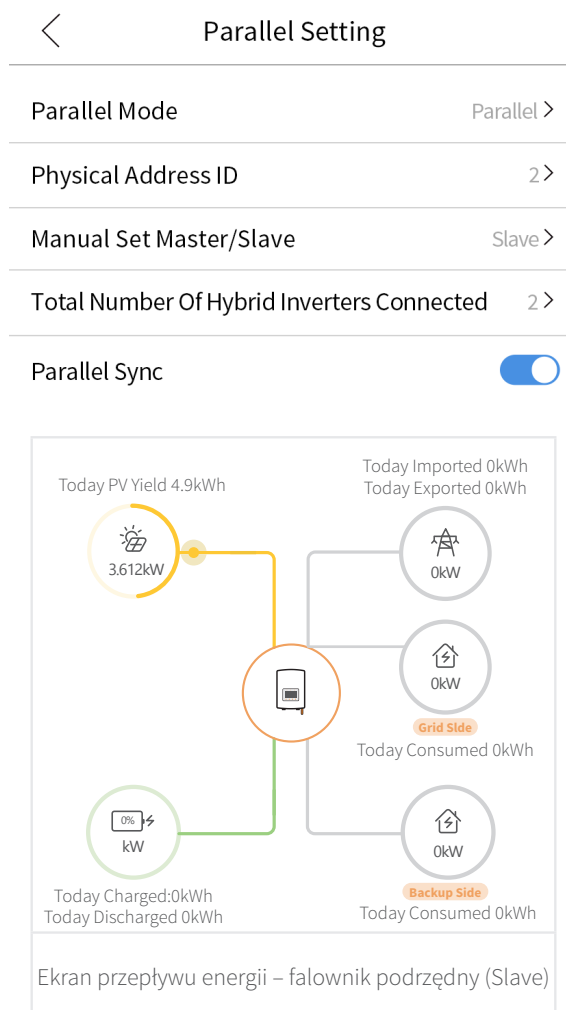 Parallel Setting
Parallel Mode Parallel
Physical Address ID 2
Manual Set Master/Slave Slave
Total Number Of Hybrid Inverters Connected 2
Parallel Sync
Today Imported 0kWh
Today Exported 0kWh
Today PV Yield 4.9kWh
3.612kW
0kW
0kW
Grid SIde
Today Consumed 0kWh
0%
kW
0kW
Backup Side
Today Charged:0kWh
Today Discharged 0kWh
Today Consumed 0kWh
Ekran przepływu energii – falownik podrzędny (Slave)